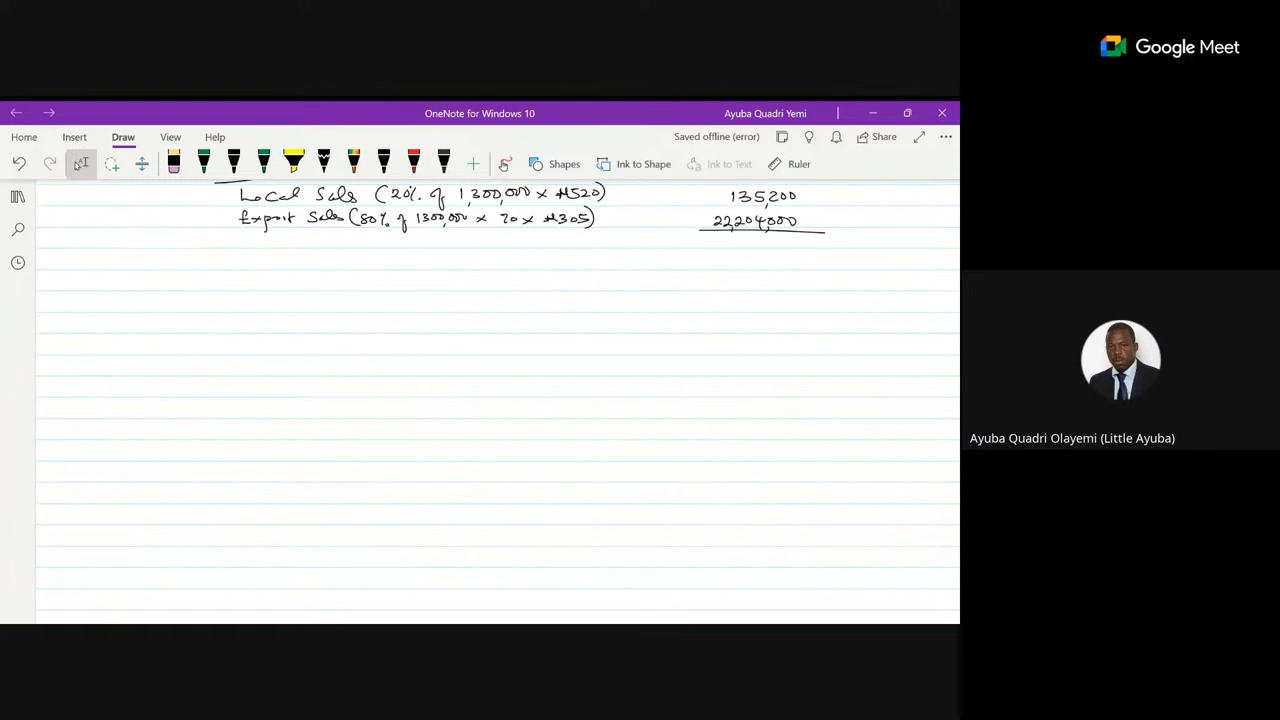 Google Meet
OneNote for Windows 10
Ayuba Quadri Yemi
Home Insert Draw View Help
Saved offline (error)
Share
Shapes
Ink to Shape
Ink to Text
Ruler
Local Sales (20% of 1,300,000 x ₦520) 135,200
Export Sales (80% of 1300,000 x 70 x ₦305) 22,204,000
Ayuba Quadri Olayemi (Little Ayuba)